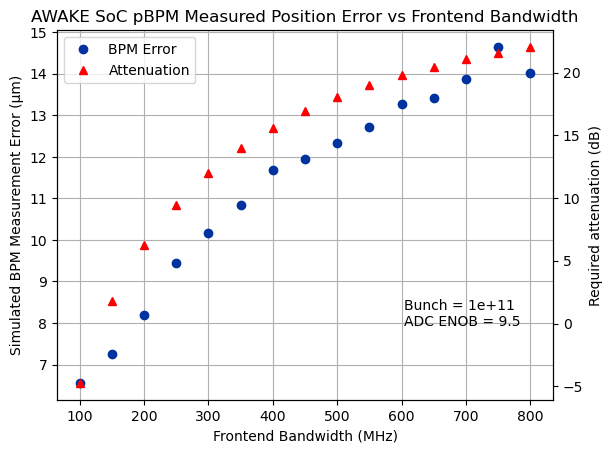 AWAKE SoC pBPM Measured Position Error vs Frontend Bandwidth
BPM Error
Attenuation
Simulated BPM Measurement Error (μm)
15
14
13
12
11
10
9
8
7
20
15
10
5
0
−5
Required attenuation (dB)
Bunch = 1e+11
ADC ENOB = 9.5
100 200 300 400 500 600 700 800
Frontend Bandwidth (MHz)